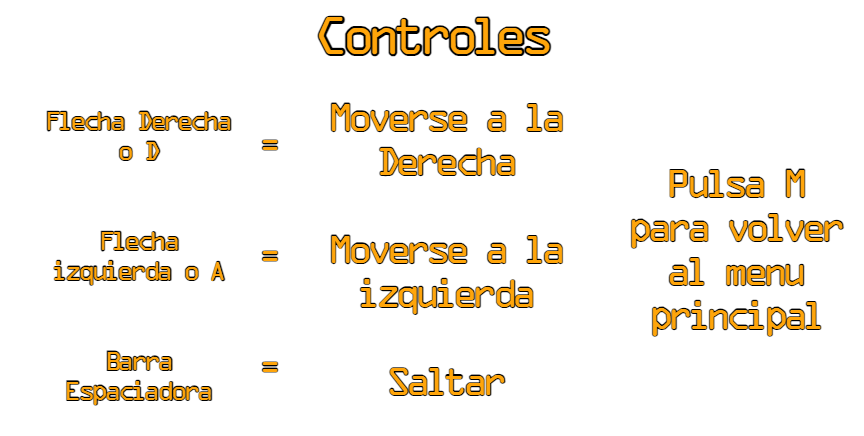 Controles
Flecha Derecha
o D
=
Moverse a la
Derecha
Flecha
izquierda o A
=
Moverse a la
izquierda
Barra
Espaciadora
=
Saltar
Pulsa M
para volver
al menu
principal